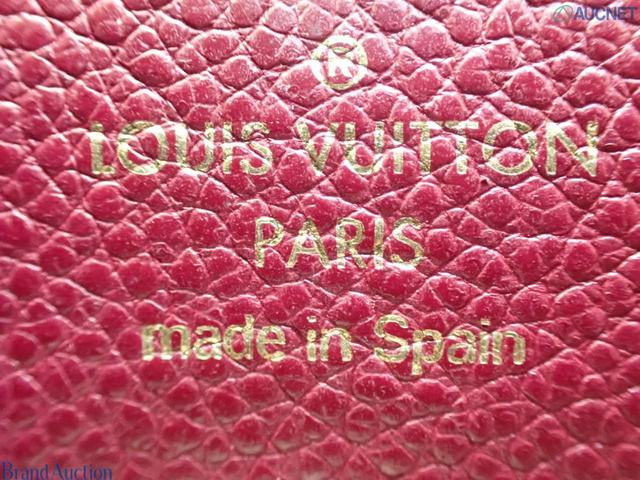 AUCNET
®
LOUIS VUITTON
PARIS
made in Spain
Brand Auction